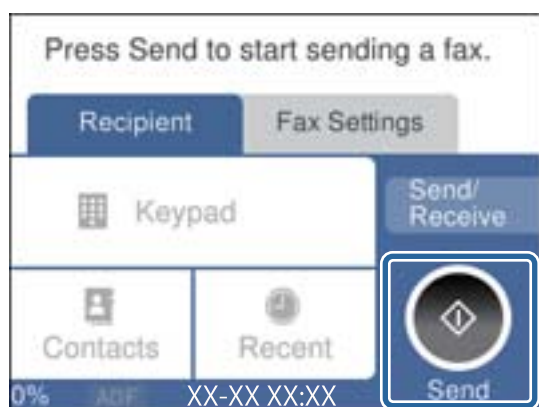 Press Send to start sending a fax.
Recipient
Fax Settings
Keypad
Send/
Receive
Contacts
Recent
Send
0%
ADF
XX-XX XX:XX